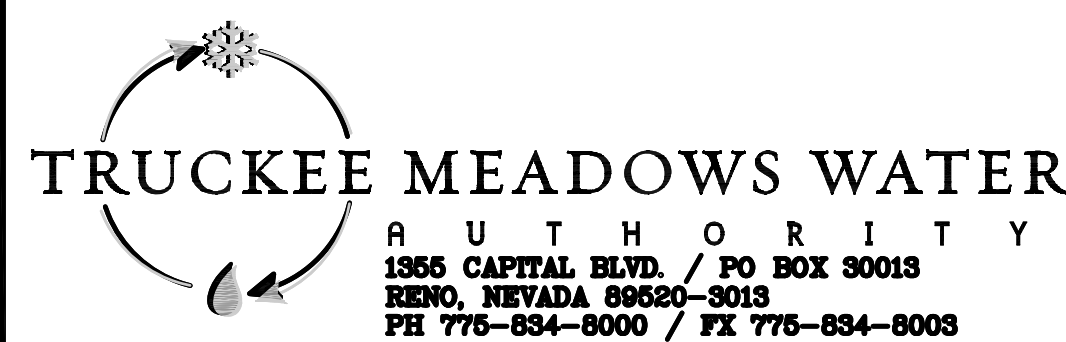 TRUCKEE MEADOWS WATER
AUTHORITY
1355 CAPITAL BLVD. / PO BOX 30013
RENO, NEVADA 89520-3013
PH 775-834-8000 / FX 775-834-8003